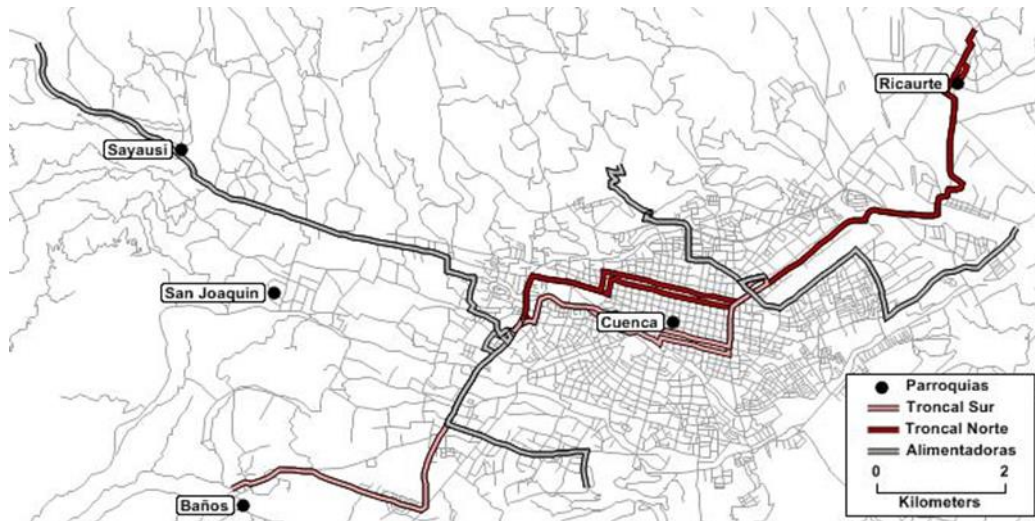 Ricaurte
Sayausi
San Joaquin
Cuenca
Baños
Parroquias
Troncal Sur
Troncal Norte
Alimentadoras
0 2
Kilometers